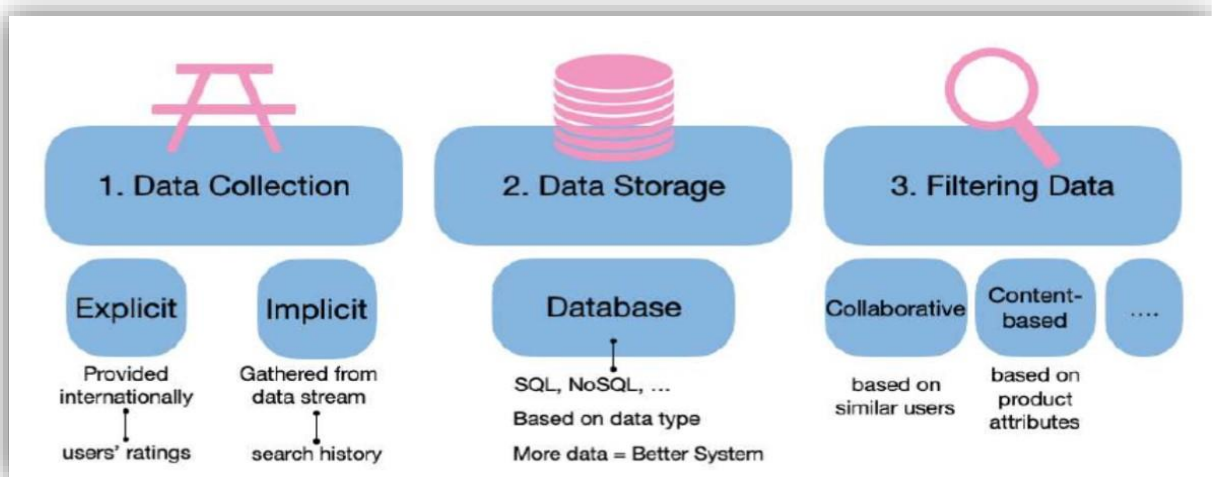 1. Data Collection
Explicit
Provided
internationally
users' ratings
Implicit
Gathered from
data stream
search history
2. Data Storage
Database
SQL, NoSQL, ...
Based on data type
More data = Better System
3. Filtering Data
Collaborative
based on
similar users
Content-
based
based on
product
attributes
....